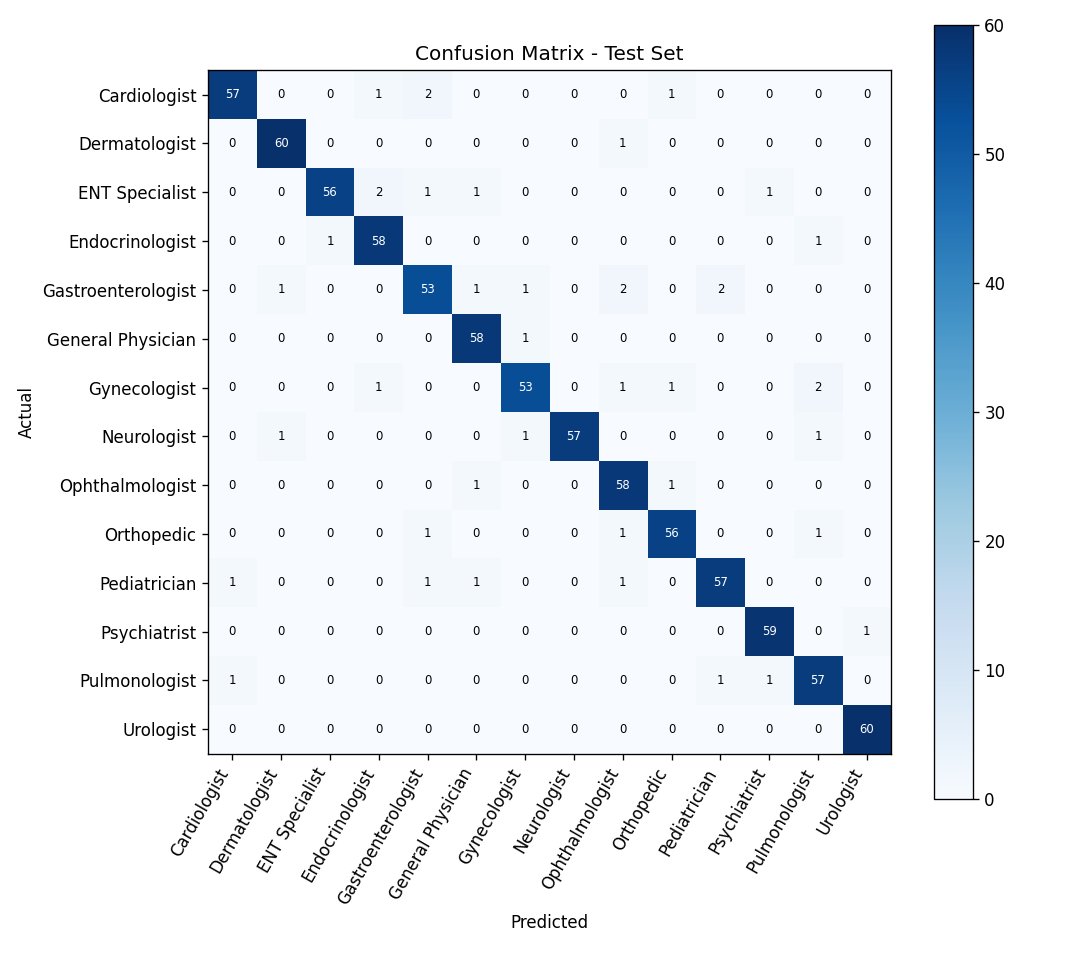 Confusion Matrix - Test Set
Cardiologist 57 0 0 1 2 0 0 0 0 1 0 0 0 0
Dermatologist 0 60 0 0 0 0 0 0 1 0 0 0 0 0
ENT Specialist 0 0 56 2 1 1 0 0 0 0 0 1 0 0
Endocrinologist 0 0 1 58 0 0 0 0 0 0 0 0 1 0
Gastroenterologist 0 1 0 0 53 1 1 0 2 0 2 0 0 0
General Physician 0 0 0 0 0 58 1 0 0 0 0 0 0 0
Gynecologist 0 0 0 1 0 0 53 0 1 1 0 0 2 0
Neurologist 0 1 0 0 0 0 1 57 0 0 0 0 1 0
Ophthalmologist 0 0 0 0 0 1 0 0 58 1 0 0 0 0
Orthopedic 0 0 0 0 1 0 0 0 1 56 0 0 1 0
Pediatrician 1 0 0 0 1 1 0 0 1 0 57 0 0 0
Psychiatrist 0 0 0 0 0 0 0 0 0 0 0 59 0 1
Pulmonologist 1 0 0 0 0 0 0 0 0 0 1 1 57 0
Urologist 0 0 0 0 0 0 0 0 0 0 0 0 0 60
Actual
Cardiologist
Dermatologist
ENT Specialist
Endocrinologist
Gastroenterologist
General Physician
Gynecologist
Neurologist
Ophthalmologist
Orthopedic
Pediatrician
Psychiatrist
Pulmonologist
Urologist
Predicted
60
50
40
30
20
10
0